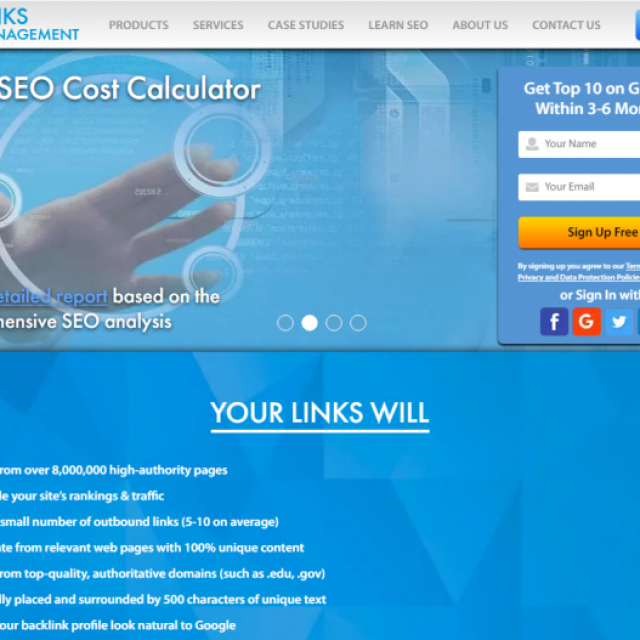 NKS
NAGEMENT
PRODUCTS SERVICES CASE STUDIES LEARN SEO ABOUT US CONTACT US
SEO Cost Calculator
Get Top 10 on G
Within 3-6 Mo
Your Name
Your Email
Sign Up Free
By signing up you agree to our Term
Privacy and Data Protection Policie
or Sign In wit
etailed report based on the
hensive SEO analysis
YOUR LINKS WILL
rom over 8,000,000 high-authority pages
le your site's rankings & traffic
small number of outbound links (5-10 on average)
te from relevant web pages with 100% unique content
rom top-quality, authoritative domains (such as .edu, .gov)
lly placed and surrounded by 500 characters of unique text
our backlink profile look natural to Google